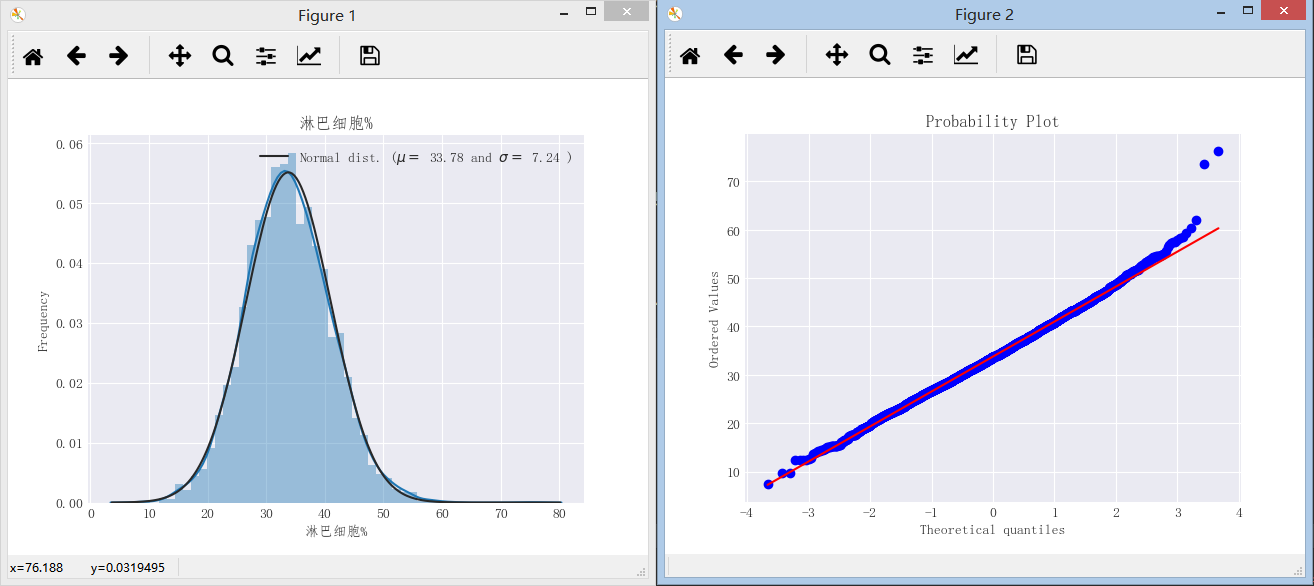 Figure 1
淋巴细胞%
Normal dist. (μ= 33.78 and σ= 7.24 )
0.06
0.05
0.04
0.03
0.02
0.01
0.00
Frequency
0 10 20 30 40 50 60 70 80
淋巴细胞%
x=76.188 y=0.0319495
Figure 2
Probability Plot
70
60
50
40
30
20
10
Ordered Values
−4 −3 −2 −1 0 1 2 3 4
Theoretical quantiles